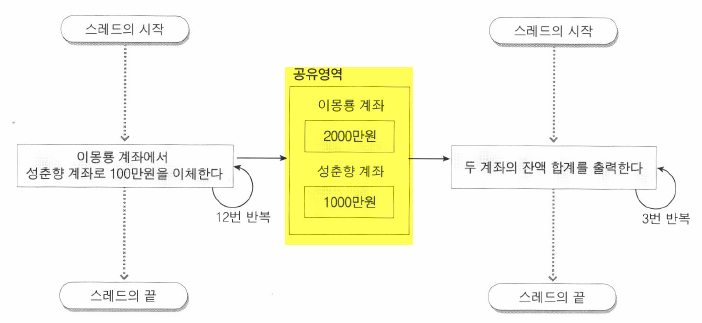 스레드의 시작
이몽룡 계좌에서
성춘향 계좌로 100만원을 이체한다
12번 반복
스레드의 끝
공유영역
이몽룡 계좌
2000만원
성춘향 계좌
1000만원
스레드의 시작
두 계좌의 잔액 합계를 출력한다
3번 반복
스레드의 끝